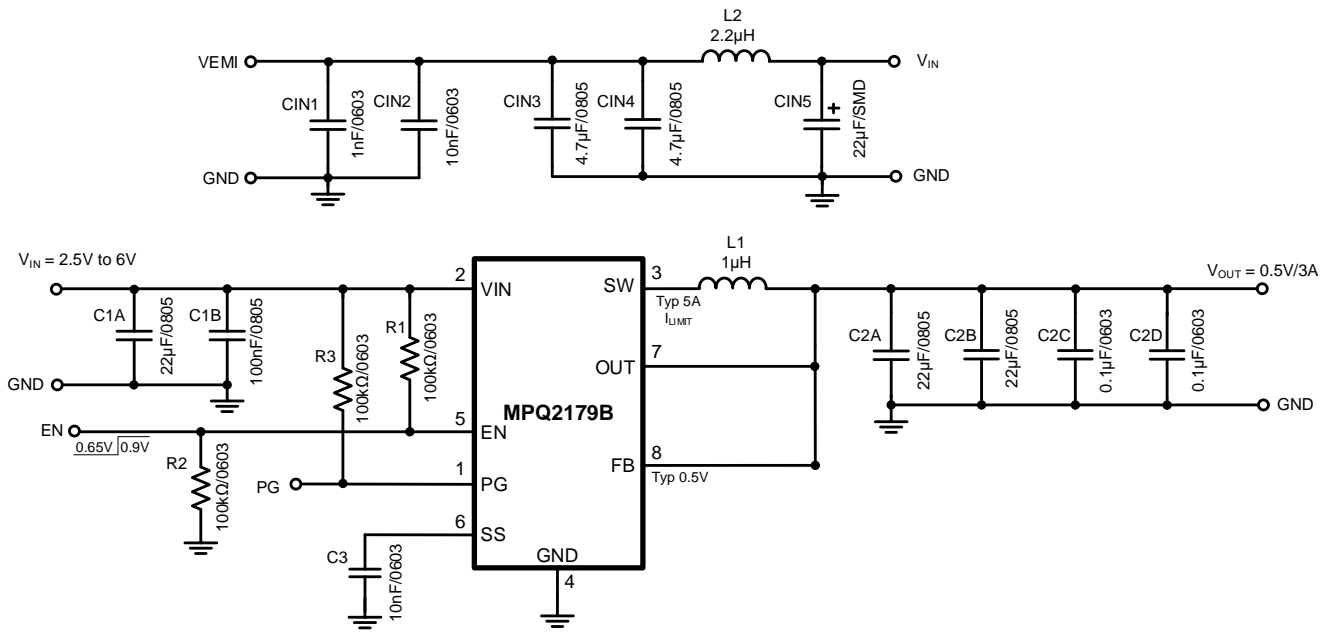 L2
2.2µH
VEMI
VIN
CIN1
1nF/0603
CIN2
10nF/0603
CIN3
4.7µF/0805
CIN4
4.7µF/0805
CIN5
+
22µF/SMD
GND
GND
VIN = 2.5V to 6V
C1A
22µF/0805
C1B
100nF/0805
R3
100kΩ/0603
R1
100kΩ/0603
GND
EN
0.65V 0.9V
R2
100kΩ/0603
PG
C3
10nF/0603
2
VIN
5
EN
1
PG
6
SS
MPQ2179B
GND
4
SW
3
Typ 5A
ILIMIT
OUT
7
FB
8
Typ 0.5V
L1
1µH
VOUT = 0.5V/3A
C2A
22µF/0805
C2B
22µF/0805
C2C
0.1µF/0603
C2D
0.1µF/0603
GND